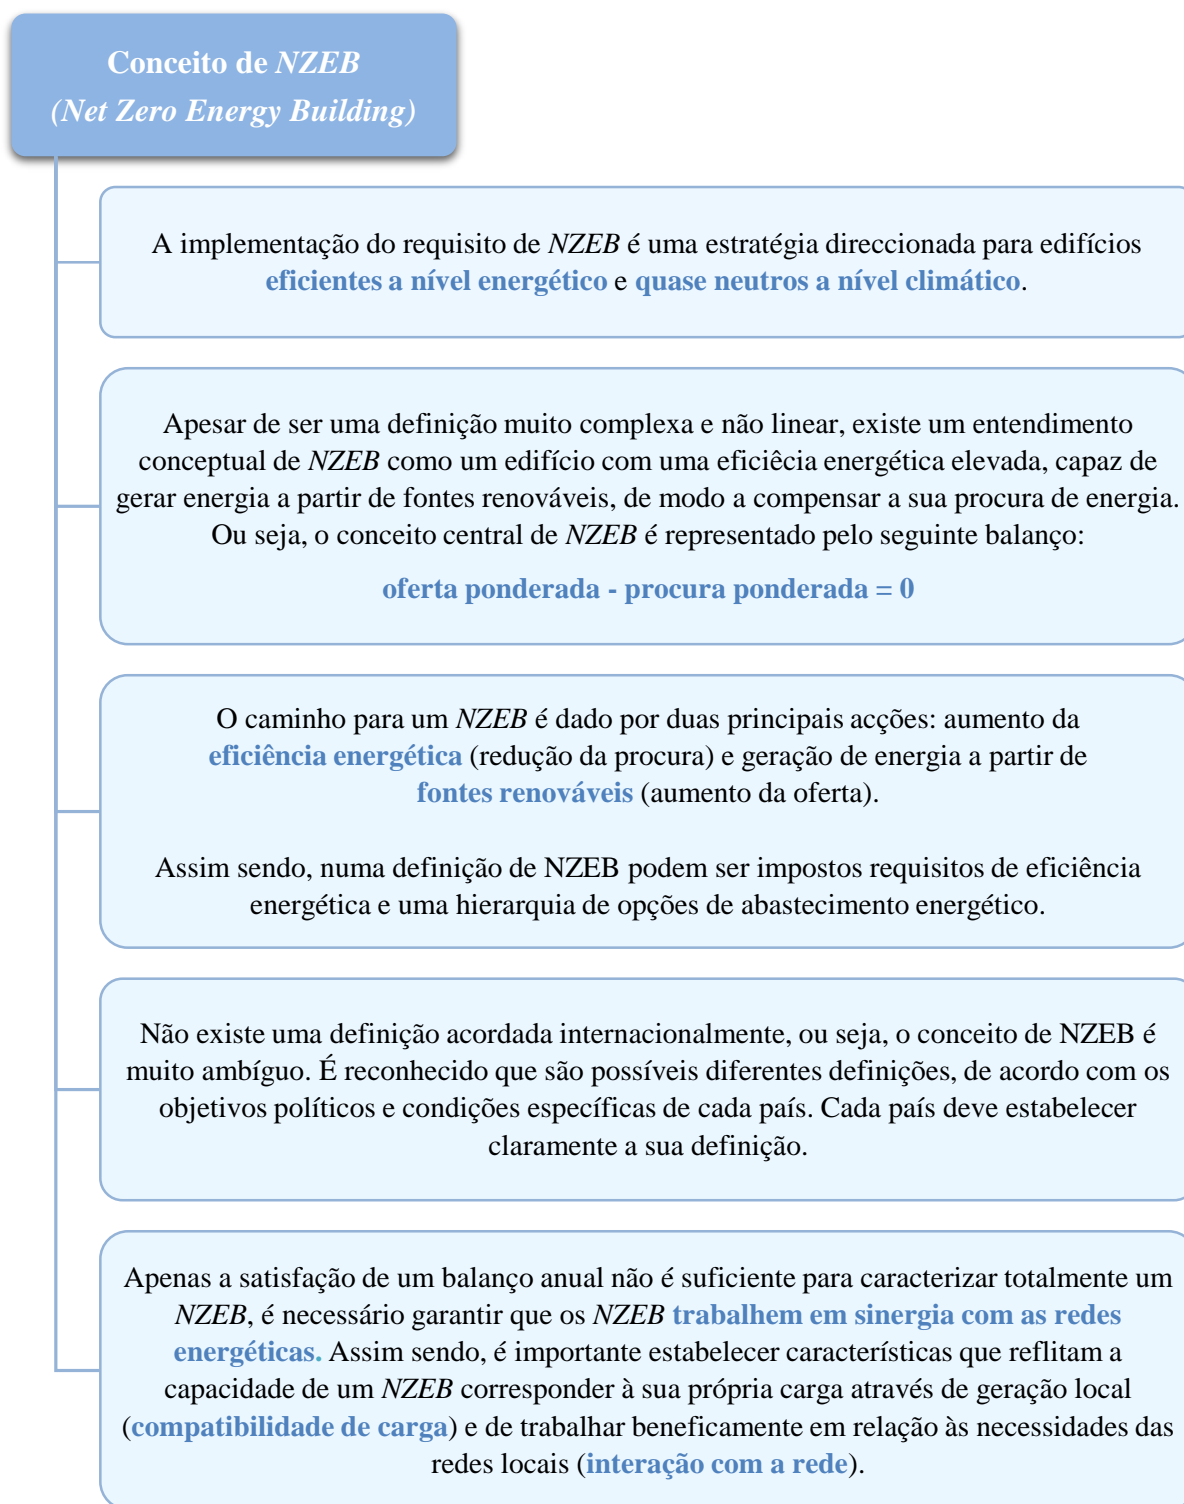 Conceito de NZEB
(Net Zero Energy Building)
A implementação do requisito de NZEB é uma estratégia direccionada para edifícios
eficientes a nível energético e quase neutros a nível climático.
Apesar de ser uma definição muito complexa e não linear, existe um entendimento
conceptual de NZEB como um edifício com uma eficiêcia energética elevada, capaz de
gerar energia a partir de fontes renováveis, de modo a compensar a sua procura de energia.
Ou seja, o conceito central de NZEB é representado pelo seguinte balanço:
oferta ponderada - procura ponderada = 0
O caminho para um NZEB é dado por duas principais acções: aumento da
eficiência energética (redução da procura) e geração de energia a partir de
fontes renováveis (aumento da oferta).
Assim sendo, numa definição de NZEB podem ser impostos requisitos de eficiência
energética e uma hierarquia de opções de abastecimento energético.
Não existe uma definição acordada internacionalmente, ou seja, o conceito de NZEB é
muito ambíguo. É reconhecido que são possíveis diferentes definições, de acordo com os
objetivos políticos e condições específicas de cada país. Cada país deve estabelecer
claramente a sua definição.
Apenas a satisfação de um balanço anual não é suficiente para caracterizar totalmente um
NZEB, é necessário garantir que os NZEB trabalhem em sinergia com as redes
energéticas. Assim sendo, é importante estabelecer características que reflitam a
capacidade de um NZEB corresponder à sua própria carga através de geração local
(compatibilidade de carga) e de trabalhar beneficamente em relação às necessidades das
redes locais (interação com a rede).